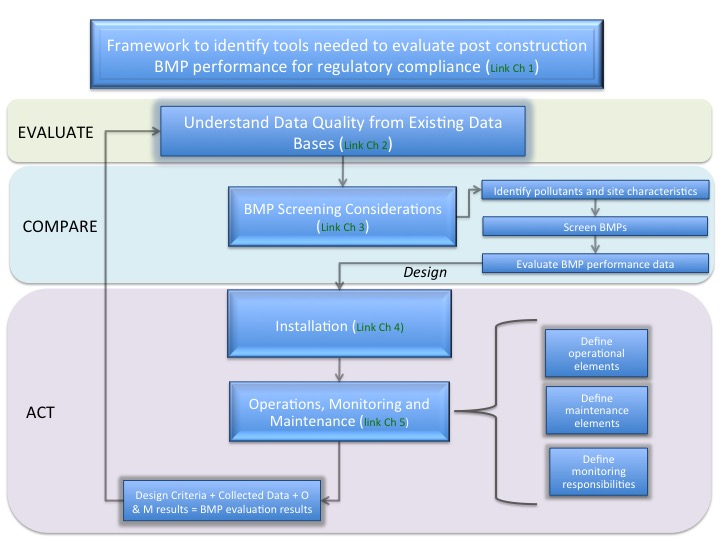 Framework to identify tools needed to evaluate post construction
BMP performance for regulatory compliance (Link Ch 1)
EVALUATE
Understand Data Quality from Existing Data
Bases (Link Ch 2)
COMPARE
BMP Screening Considerations
(Link Ch 3)
Identify pollutants and site characteristics
Screen BMPs
Evaluate BMP performance data
Design
ACT
Installation (Link Ch 4)
Operations, Monitoring and
Maintenance (link Ch 5)
Define
operational
elements
Define
maintenance
elements
Define
monitoring
responsibilities
Design Criteria + Collected Data + O
& M results = BMP evaluation results